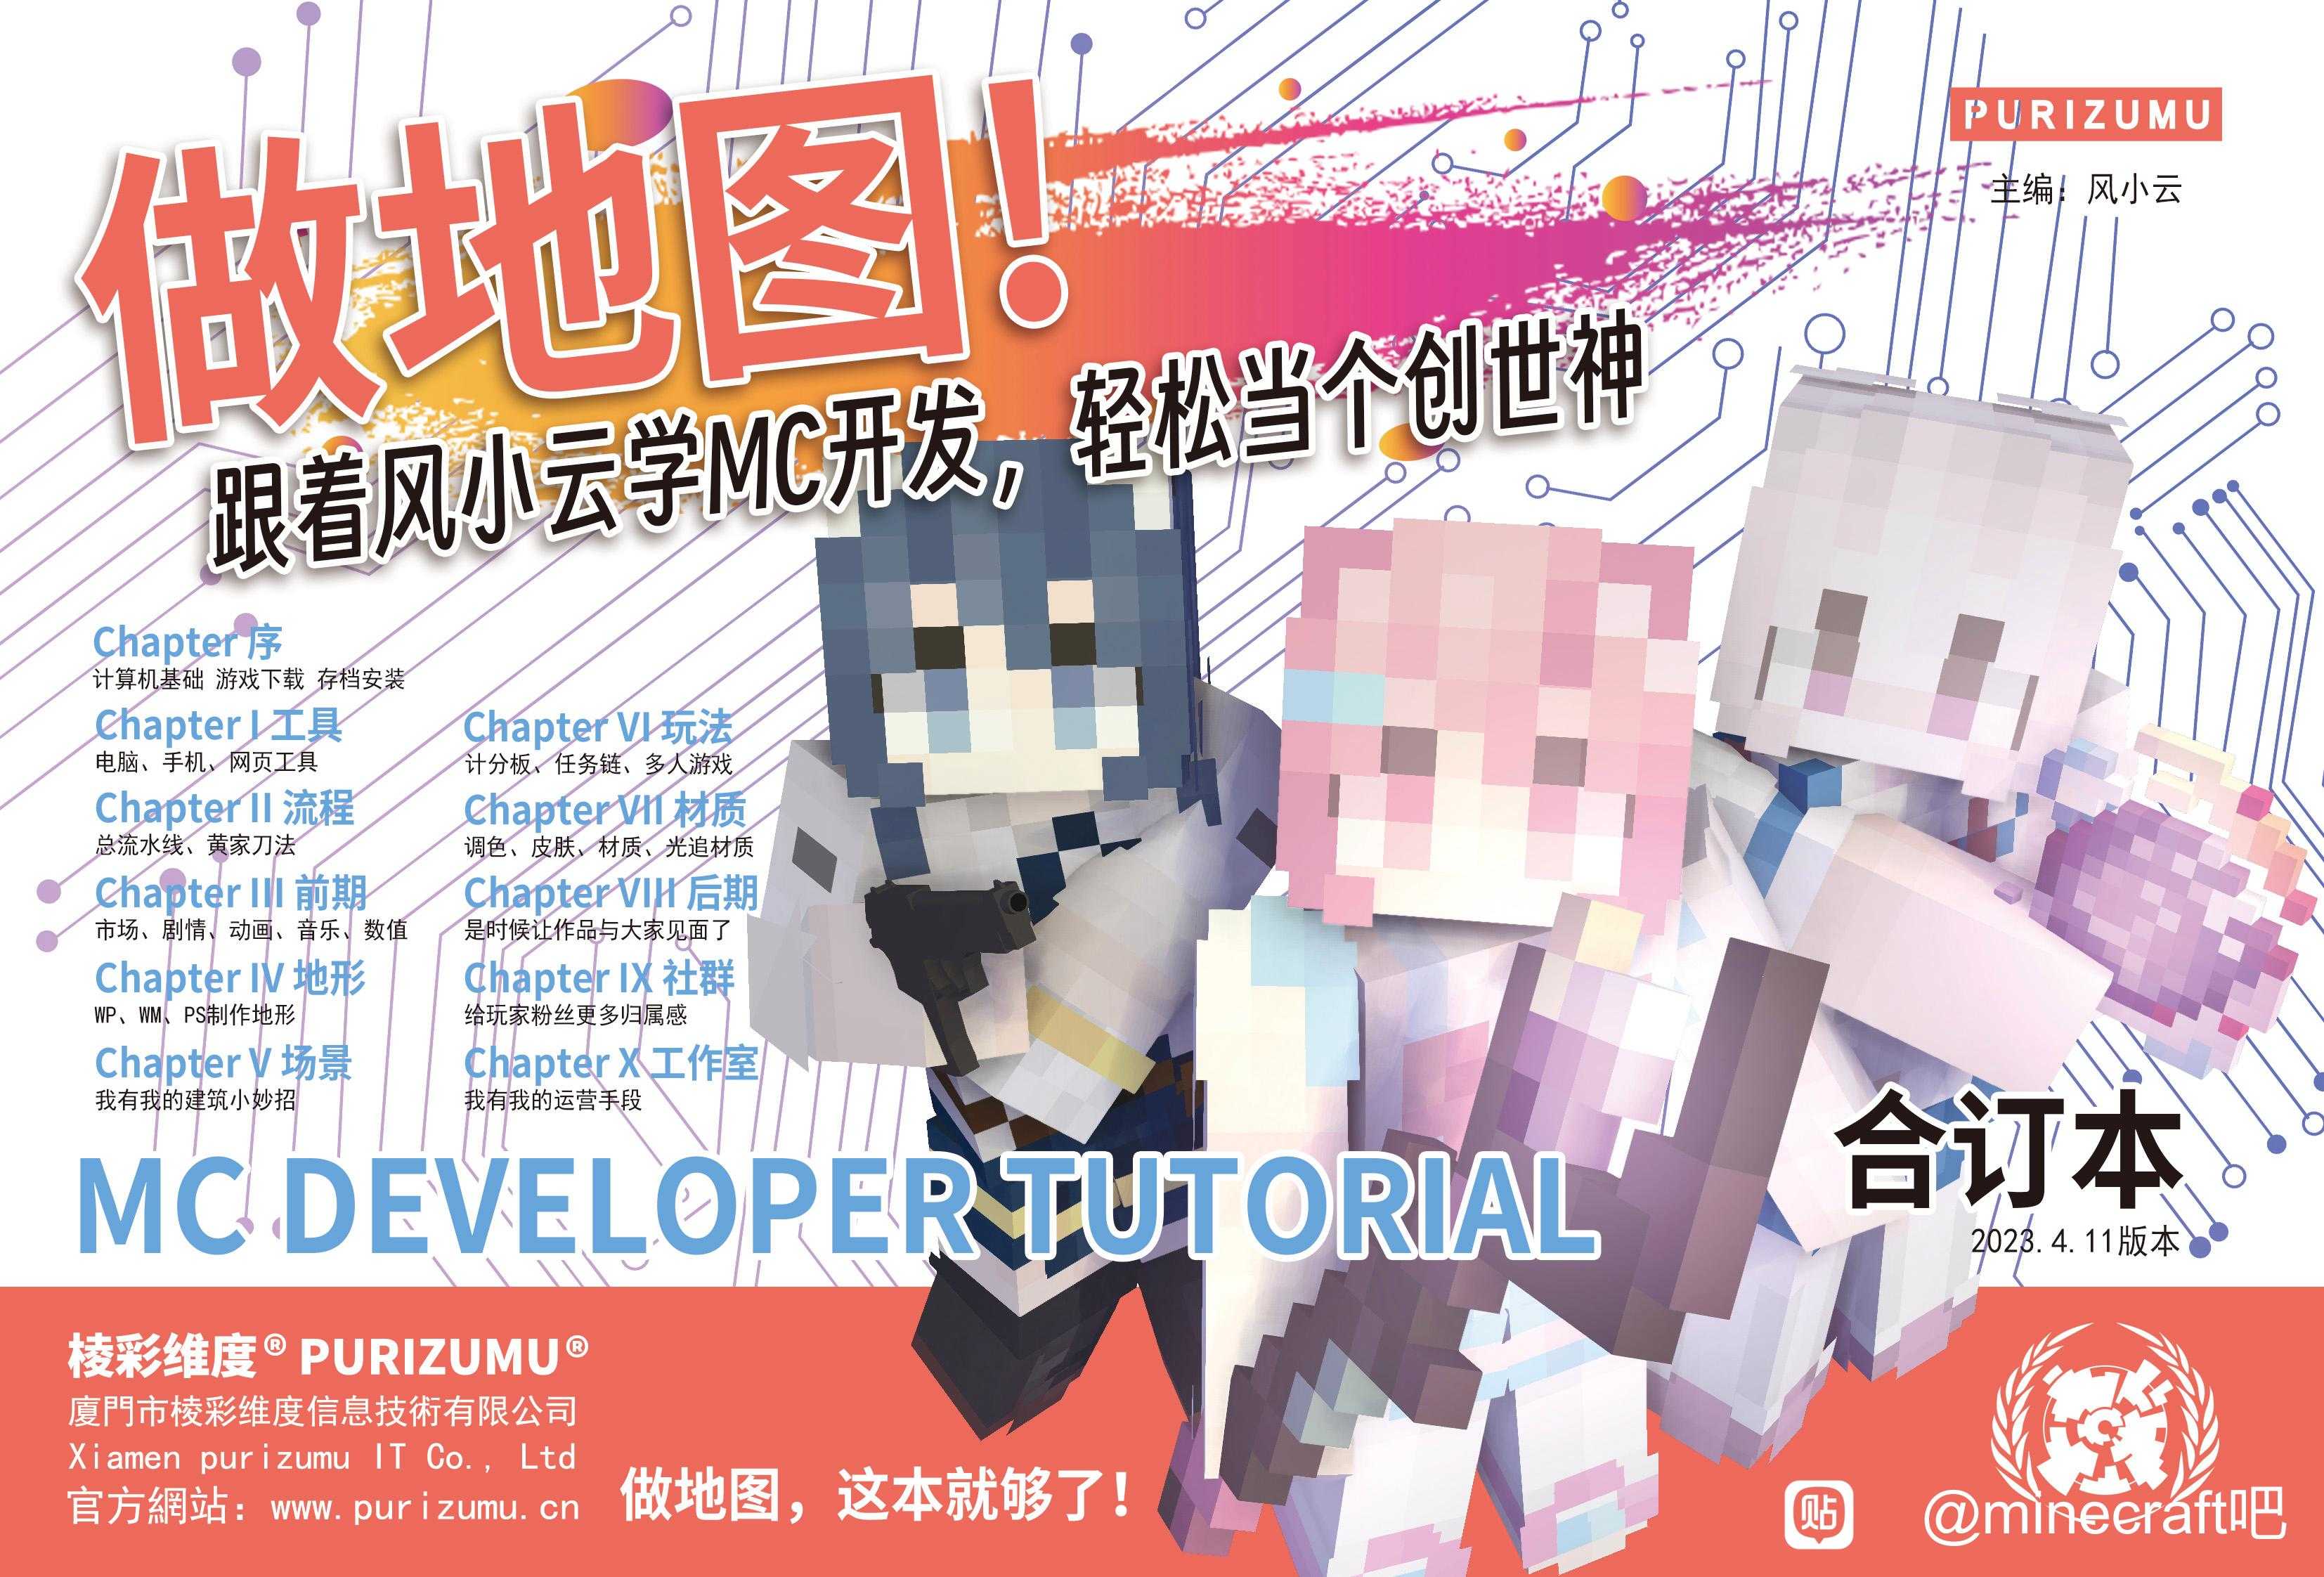 做地图！
PURIZUMU
主编：风小云
跟着风小云学MC开发，轻松当个创世神
Chapter 序
计算机基础 游戏下载 存档安装
Chapter I 工具
电脑、手机、网页工具
Chapter II 流程
总流水线、黄家刀法
Chapter III 前期
市场、剧情、动画、音乐、数值
Chapter IV 地形
WP、WM、PS制作地形
Chapter V 场景
我有我的建筑小妙招
Chapter VI 玩法
计分板、任务链、多人游戏
Chapter VII 材质
调色、皮肤、材质、光追材质
Chapter VIII 后期
是时候让作品与大家见面了
Chapter IX 社群
给玩家粉丝更多归属感
Chapter X 工作室
我有我的运营手段
MC DEVELOPER TUTORIAL
合订本
2023.4.11版本
棱彩维度® PURIZUMU®
廈門市棱彩维度信息技術有限公司
Xiamen purizumu IT Co., Ltd
官方網站：www.purizumu.cn
做地图，这本就够了！
贴
@minecraft吧